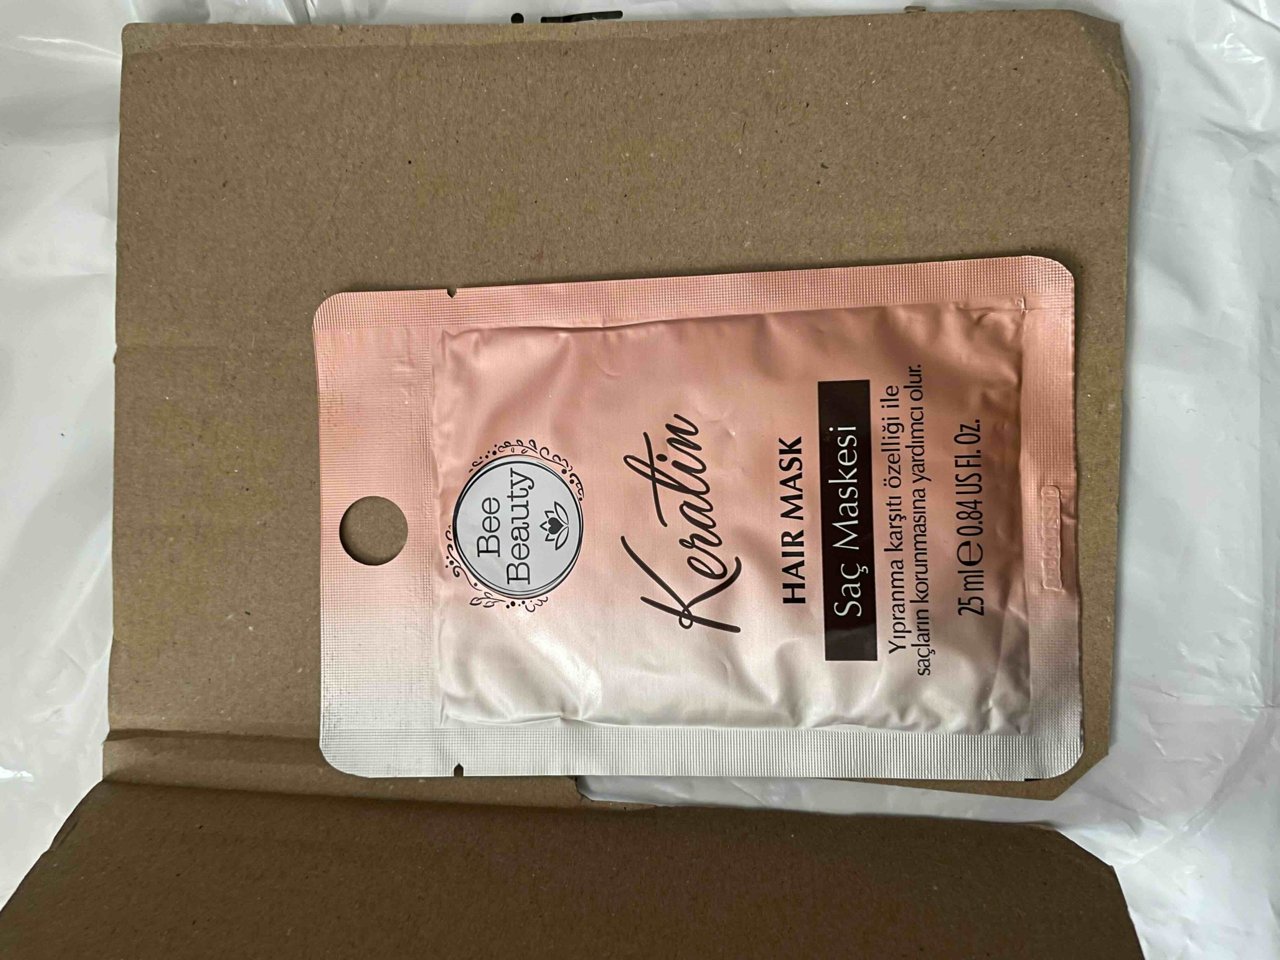 Bee
Beauty
Keratin
HAIR MASK
Saç Maskesi
Yıpranma karşıtı özelliği ile
saçların korunmasına yardımcı olur.
25 ml℮0.84 US Fl. Oz.